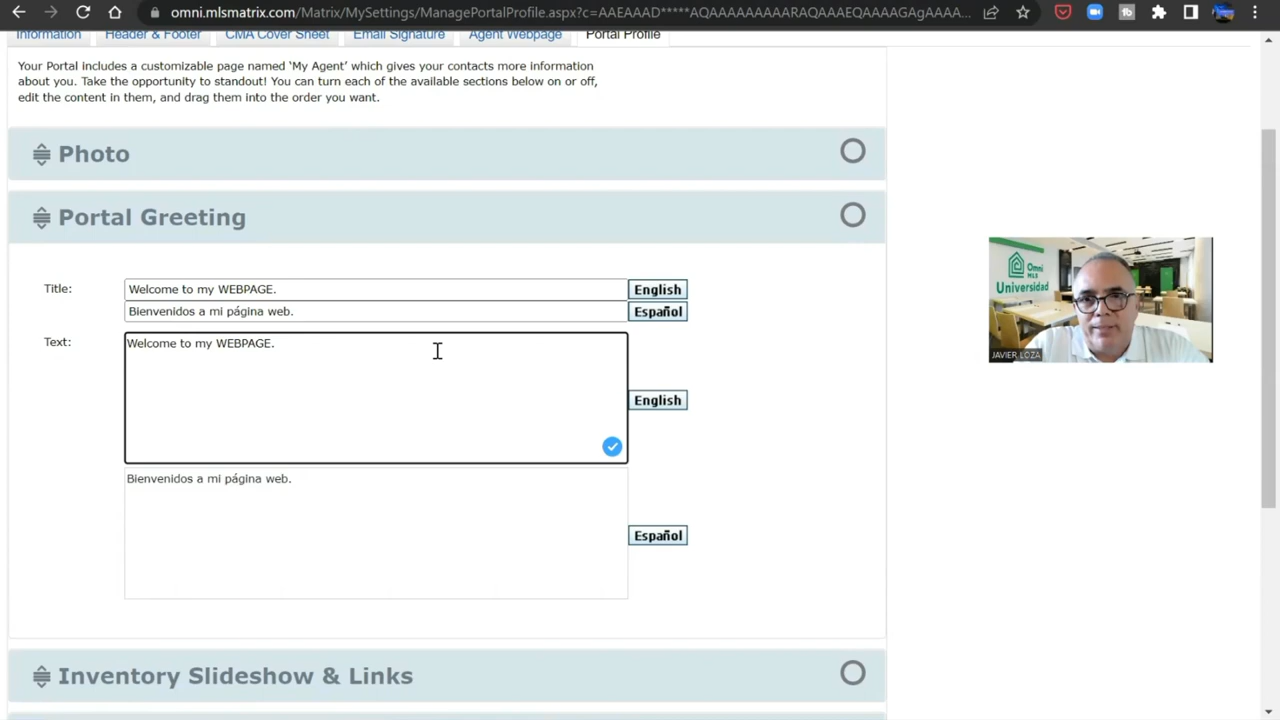 omni.mlsmatrix.com/Matrix/MySettings/ManagePortalProfile.aspx?c=AAEAAAD*****AQAAAAAAAAARAQAAAEQAAAAGAgAAAA...
Information Header & Footer CMA Cover Sheet Email Signature Agent Webpage Portal Profile
Your Portal includes a customizable page named ‘My Agent’ which gives your contacts more information
about you. Take the opportunity to standout! You can turn each of the available sections below on or off,
edit the content in them, and drag them into the order you want.
Photo
Portal Greeting
Title: Welcome to my WEBPAGE. English
Bienvenidos a mi página web. Español
Text: Welcome to my WEBPAGE.
English
Bienvenidos a mi página web.
Español
Inventory Slideshow & Links
Omni
MLS
Universidad
JAVIER LOZA